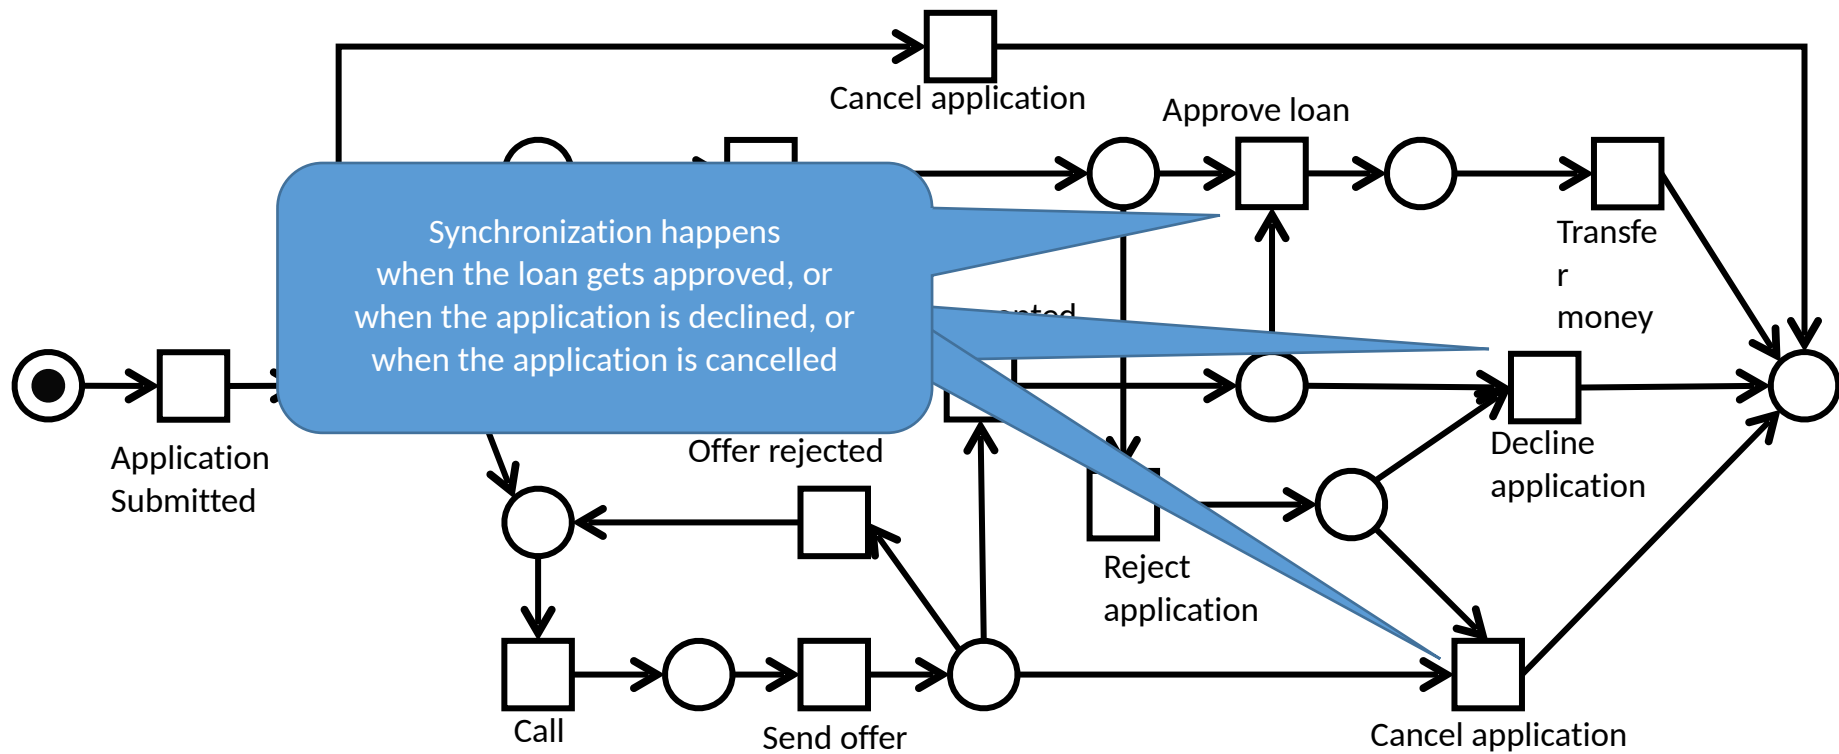 Cancel application
Approve loan
Synchronization happens
when the loan gets approved, or
when the application is declined, or
when the application is cancelled
Transfe
r
money
Application
Submitted
Offer rejected
Decline
application
Reject
application
Call
Send offer
Cancel application